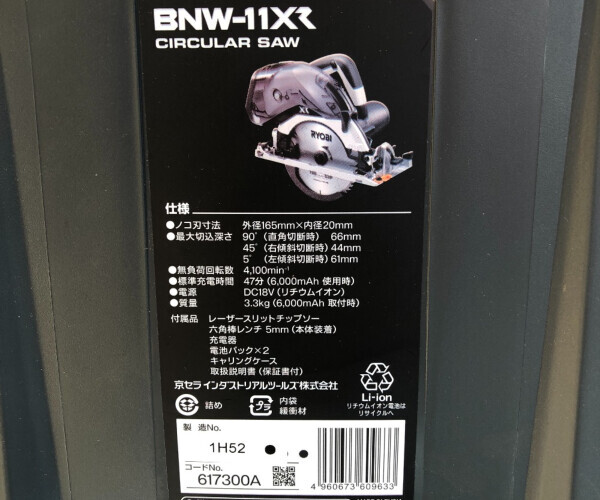 BNW-11XR
CIRCULAR SAW
RYOBI
仕様
●ノコ刃寸法 外径165mm×内径20mm
●最大切込深さ 90°(直角切断時) 66mm
45°(右傾斜切断時) 44mm
5°(左傾斜切断時) 61mm
●無負荷回転数 4,100min⁻¹
●標準充電時間 47分(6,000mAh 使用時)
●電源 DC18V(リチウムイオン)
●質量 3.3kg(6,000mAh 取付時)
付属品 レーザースリットチップソー
六角棒レンチ 5mm(本体装着)
充電器
電池パック×2
キャリングケース
取扱説明書(保証書付)
京セラインダストリアルツールズ株式会社
詰め
プラ
内袋
緩衝材
Li-ion
リチウムイオン電池は
リサイクルへ
製 造No.
1H52
コードNo.
617300A
4 960673 609633